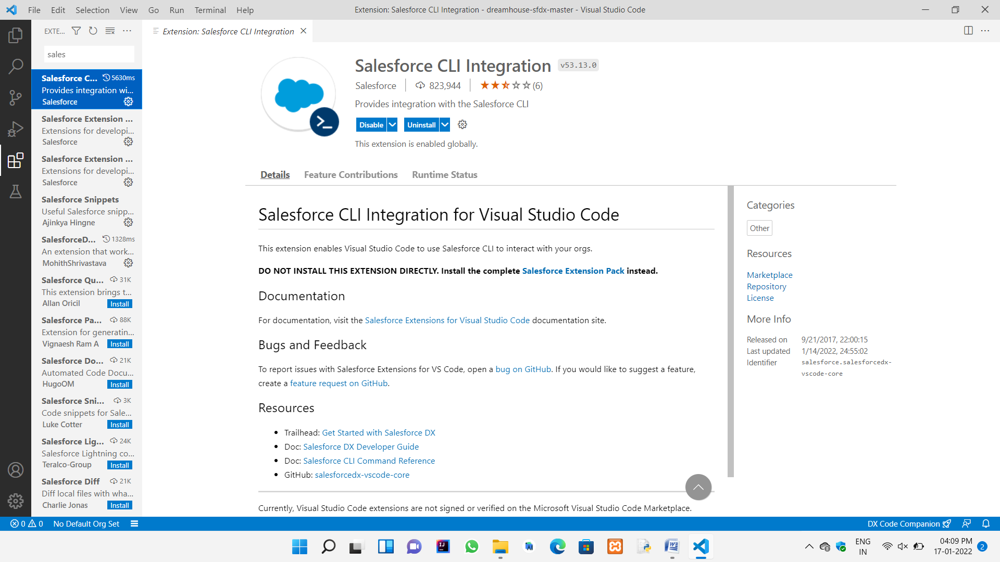 File Edit Selection View Go Run Terminal Help
Extension: Salesforce CLI Integration - dreamhouse-sfdx-master - Visual Studio Code
EXTE...
sales
Salesforce C... 5630ms
Provides integration wi...
Salesforce
Salesforce Extension ...
Extensions for developi...
Salesforce
Salesforce Extension ...
Extensions for developi...
Salesforce
Salesforce Snippets
Useful Salesforce snipp...
Ajinkya Hingne
SalesforceD... 1328ms
An extension that work...
MohithShrivastava
Salesforce Qu... 31K
This extension brings t...
Allan Oricil Install
Salesforce Pa... 88K
Extension for generatin...
Vignaesh Ram A Install
Salesforce Do... 21K
Automated Code Docu...
HugoOM Install
Salesforce Sni... 3K
Code snippets for Sale...
Luke Cotter Install
Salesforce Lig... 24K
Salesforce Lightning co...
Teralco-Group Install
Salesforce Diff 21K
Diff local files with wha...
Charlie Jonas Install
Extension: Salesforce CLI Integration
Salesforce CLI Integration v53.13.0
Salesforce 823,944 (6)
Provides integration with the Salesforce CLI
Disable Uninstall
This extension is enabled globally.
Details Feature Contributions Runtime Status
Salesforce CLI Integration for Visual Studio Code
This extension enables Visual Studio Code to use Salesforce CLI to interact with your orgs.
DO NOT INSTALL THIS EXTENSION DIRECTLY. Install the complete Salesforce Extension Pack instead.
Documentation
For documentation, visit the Salesforce Extensions for Visual Studio Code documentation site.
Bugs and Feedback
To report issues with Salesforce Extensions for VS Code, open a bug on GitHub. If you would like to suggest a feature,
create a feature request on GitHub.
Resources
Trailhead: Get Started with Salesforce DX
Doc: Salesforce DX Developer Guide
Doc: Salesforce CLI Command Reference
GitHub: salesforcedx-vscode-core
Currently, Visual Studio Code extensions are not signed or verified on the Microsoft Visual Studio Code Marketplace.
Categories
Other
Resources
Marketplace
Repository
License
More Info
Released on 9/21/2017, 22:00:15
Last updated 1/14/2022, 24:55:02
Identifier salesforce.salesforcedx-
vscode-core
0 0 No Default Org Set
DX Code Companion
ENG
IN
04:09 PM
17-01-2022
2